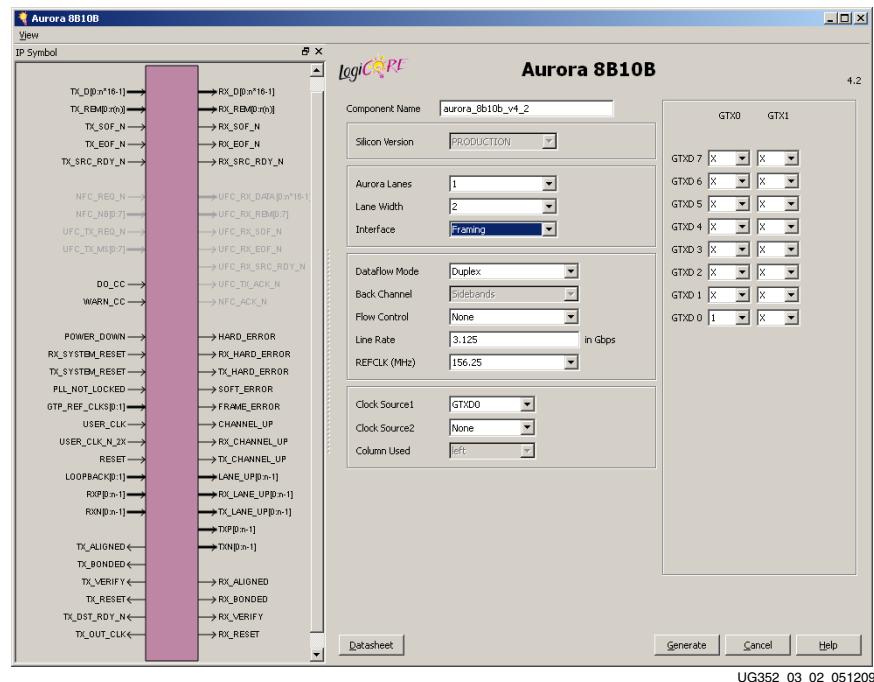 Aurora 8B10B
View
IP Symbol
TX_D[0:n*16-1]
RX_D[0:n*16-1]
TX_REM[0:r(n)]
RX_REM[0:r(n)]
TX_SOF_N
RX_SOF_N
TX_EOF_N
RX_EOF_N
TX_SRC_RDY_N
RX_SRC_RDY_N
NFC_REQ_N
UFC_RX_DATA[0:n*16-1]
NFC_NB[0:7]
UFC_RX_REM[0:7]
UFC_TX_REQ_N
UFC_RX_SOF_N
UFC_TX_MS[0:7]
UFC_RX_EOF_N
UFC_RX_SRC_RDY_N
DO_CC
UFC_TX_ACK_N
WARN_CC
NFC_ACK_N
POWER_DOWN
HARD_ERROR
RX_SYSTEM_RESET
RX_HARD_ERROR
TX_SYSTEM_RESET
TX_HARD_ERROR
PLL_NOT_LOCKED
SOFT_ERROR
GTP_REF_CLKS[0:1]
FRAME_ERROR
USER_CLK
CHANNEL_UP
USER_CLK_N_2X
RX_CHANNEL_UP
RESET
TX_CHANNEL_UP
LOOPBACK[0:1]
LANE_UP[0:n-1]
RXP[0:n-1]
RX_LANE_UP[0:n-1]
RXN[0:n-1]
TX_LANE_UP[0:n-1]
TXP[0:n-1]
TX_ALIGNED
TXN[0:n-1]
TX_BONDED
TX_VERIFY
RX_ALIGNED
TX_RESET
RX_BONDED
TX_DST_RDY_N
RX_VERIFY
TX_OUT_CLK
RX_RESET
LogiCORE
Aurora 8B10B
4.2
Component Name aurora_8b10b_v4_2
Silicon Version PRODUCTION
Aurora Lanes 1
Lane Width 2
Interface Framing
Dataflow Mode Duplex
Back Channel Sidebands
Flow Control None
Line Rate 3.125 in Gbps
REFCLK (MHz) 156.25
Clock Source1 GTXD0
Clock Source2 None
Column Used left
GTX0 GTX1
GTXD 7 X X
GTXD 6 X X
GTXD 5 X X
GTXD 4 X X
GTXD 3 X X
GTXD 2 X X
GTXD 1 X X
GTXD 0 1 X
Datasheet Generate Cancel Help
UG352_03_02_051209